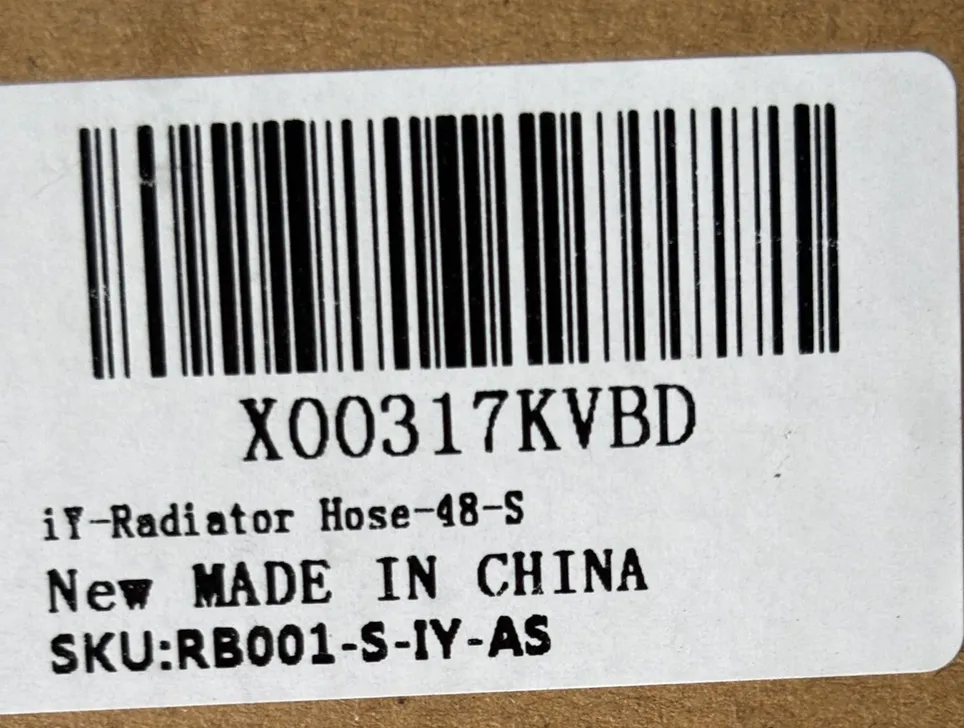 X00317KVBD
iY-Radiator Hose-48-S
New MADE IN CHINA
SKU:RB001-S-IY-AS